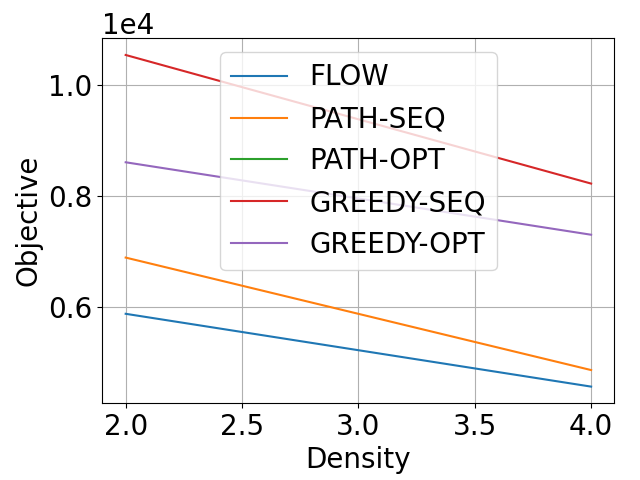 1e4
1.0
0.8
0.6
Objective
FLOW
PATH-SEQ
PATH-OPT
GREEDY-SEQ
GREEDY-OPT
2.0 2.5 3.0 3.5 4.0
Density